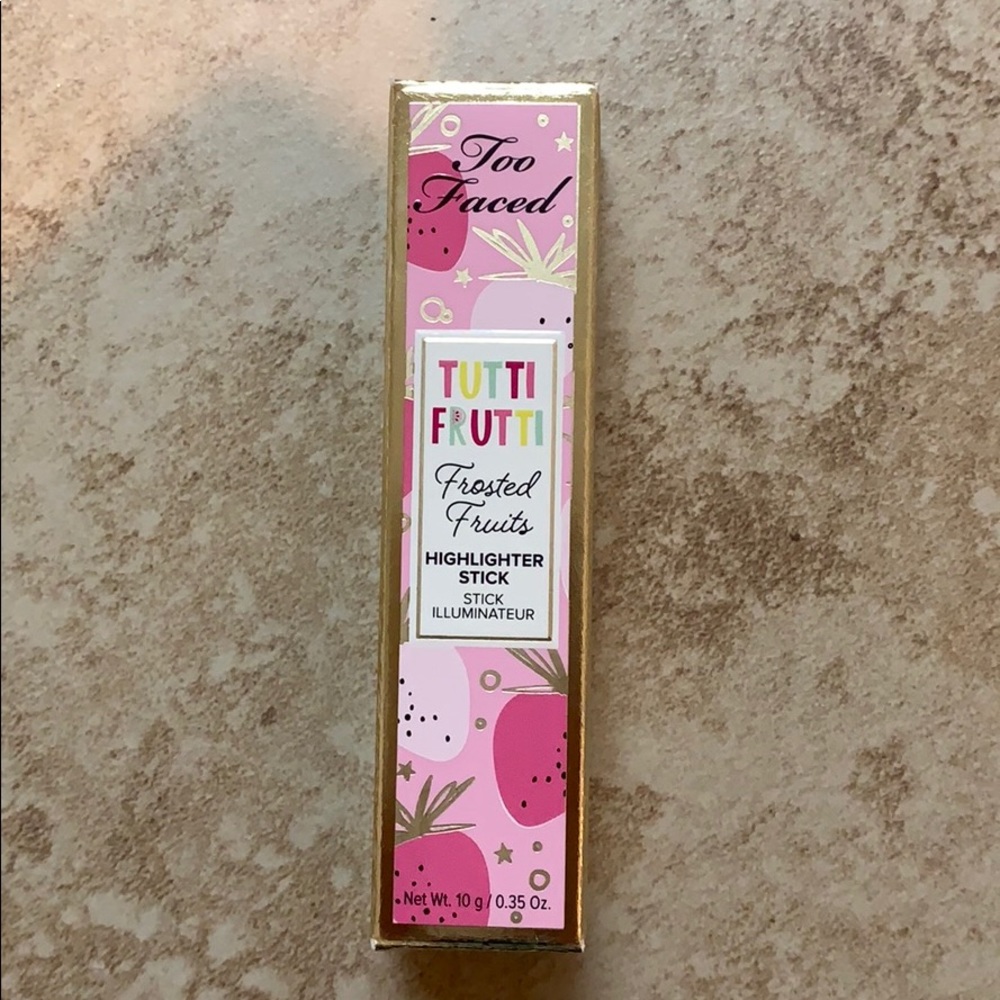 Too
Faced
TUTTI
FRUTTI
Frosted
Fruits
HIGHLIGHTER
STICK
STICK
ILLUMINATEUR
Net Wt. 10 g / 0.35 Oz.